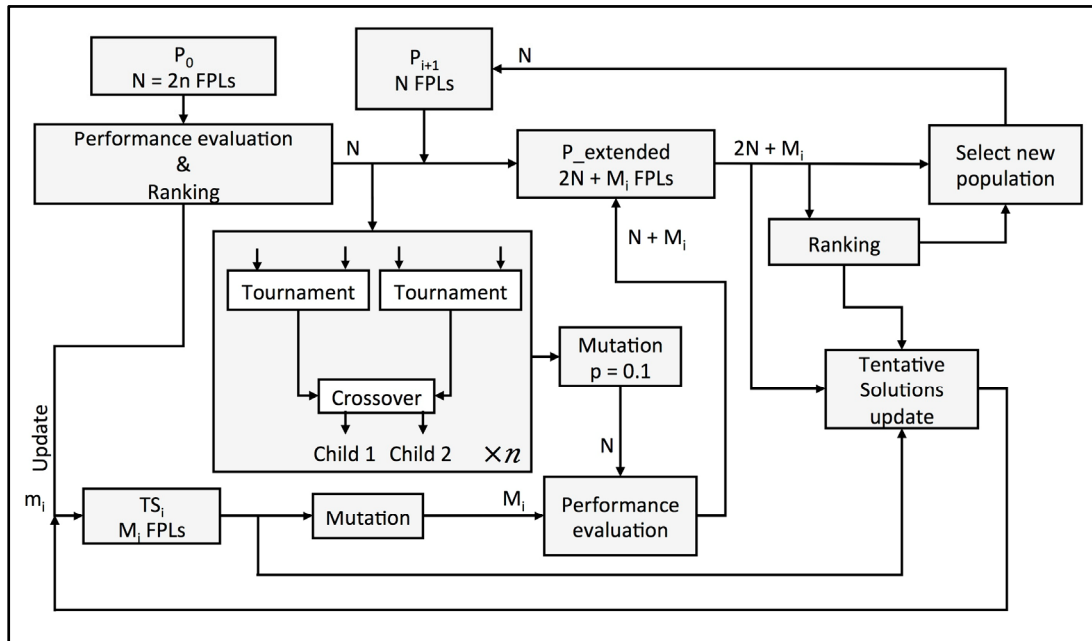 P₀
N = 2n FPLs
Pᵢ₊₁
N FPLs
N
Performance evaluation
&
Ranking
N
P_extended
2N + Mᵢ FPLs
2N + Mᵢ
Select new
population
N + Mᵢ
Ranking
Tournament
Tournament
Mutation
p = 0.1
Tentative
Solutions
update
Crossover
Child 1
Child 2
×n
Update
N
mᵢ
TSᵢ
Mᵢ FPLs
Mutation
Mᵢ
Performance
evaluation